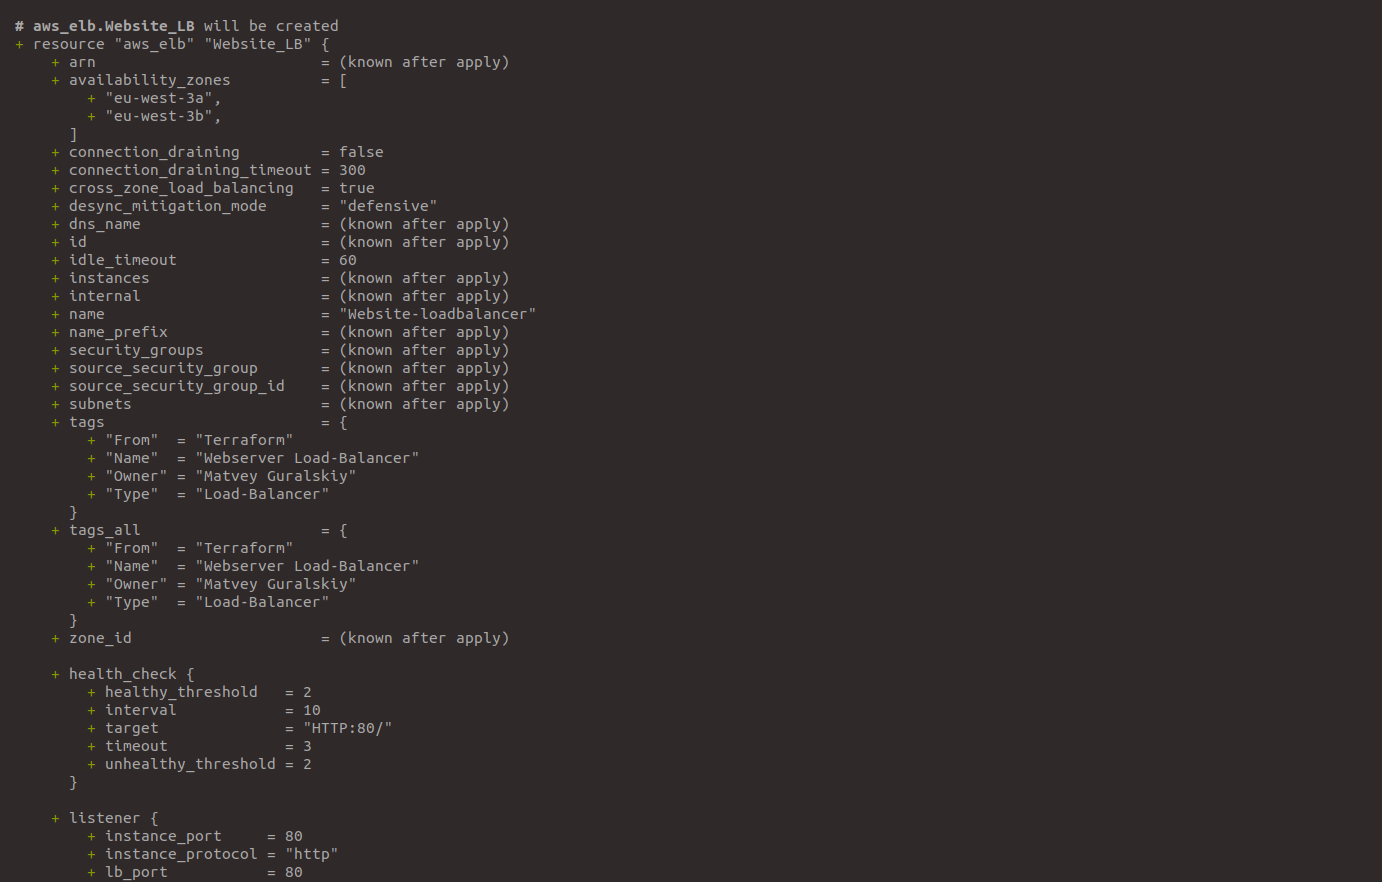 # aws_elb.Website_LB will be created
+ resource "aws_elb" "Website_LB" {
    + arn                         = (known after apply)
    + availability_zones          = [
        + "eu-west-3a",
        + "eu-west-3b",
      ]
    + connection_draining         = false
    + connection_draining_timeout = 300
    + cross_zone_load_balancing   = true
    + desync_mitigation_mode      = "defensive"
    + dns_name                    = (known after apply)
    + id                          = (known after apply)
    + idle_timeout                = 60
    + instances                   = (known after apply)
    + internal                    = (known after apply)
    + name                        = "Website-loadbalancer"
    + name_prefix                 = (known after apply)
    + security_groups             = (known after apply)
    + source_security_group       = (known after apply)
    + source_security_group_id    = (known after apply)
    + subnets                     = (known after apply)
    + tags                        = {
        + "From"  = "Terraform"
        + "Name"  = "Webserver Load-Balancer"
        + "Owner" = "Matvey Guralskiy"
        + "Type"  = "Load-Balancer"
      }
    + tags_all                    = {
        + "From"  = "Terraform"
        + "Name"  = "Webserver Load-Balancer"
        + "Owner" = "Matvey Guralskiy"
        + "Type"  = "Load-Balancer"
      }
    + zone_id                     = (known after apply)

    + health_check {
        + healthy_threshold   = 2
        + interval            = 10
        + target              = "HTTP:80/"
        + timeout             = 3
        + unhealthy_threshold = 2
      }

    + listener {
        + instance_port     = 80
        + instance_protocol = "http"
        + lb_port           = 80